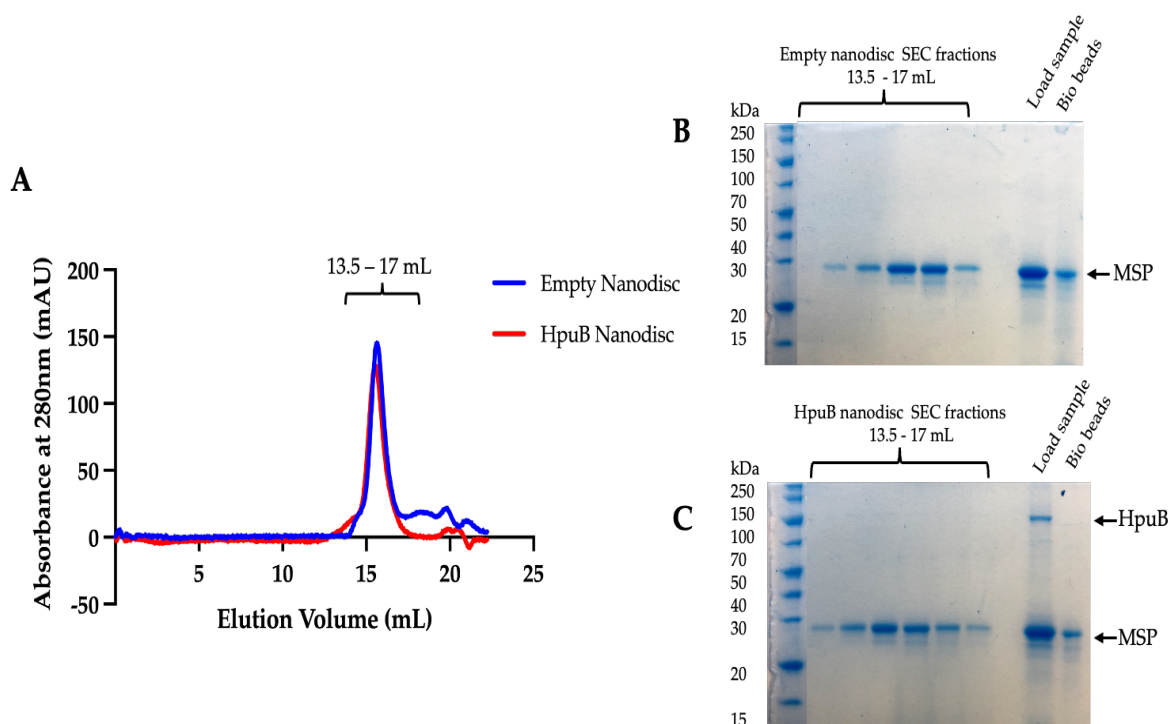 A
Absorbance at 280nm (mAU)
200
150
100
50
0
-50
5
10
15
20
25
Elution Volume (mL)
13.5 – 17 mL
Empty Nanodisc
HpuB Nanodisc
B
Empty nanodisc SEC fractions
13.5 - 17 mL
Load sample
Bio beads
kDa
250
150
100
70
50
40
30
20
15
MSP
C
HpuB nanodisc SEC fractions
13.5 - 17 mL
Load sample
Bio beads
kDa
250
150
100
70
50
40
30
20
15
HpuB
MSP